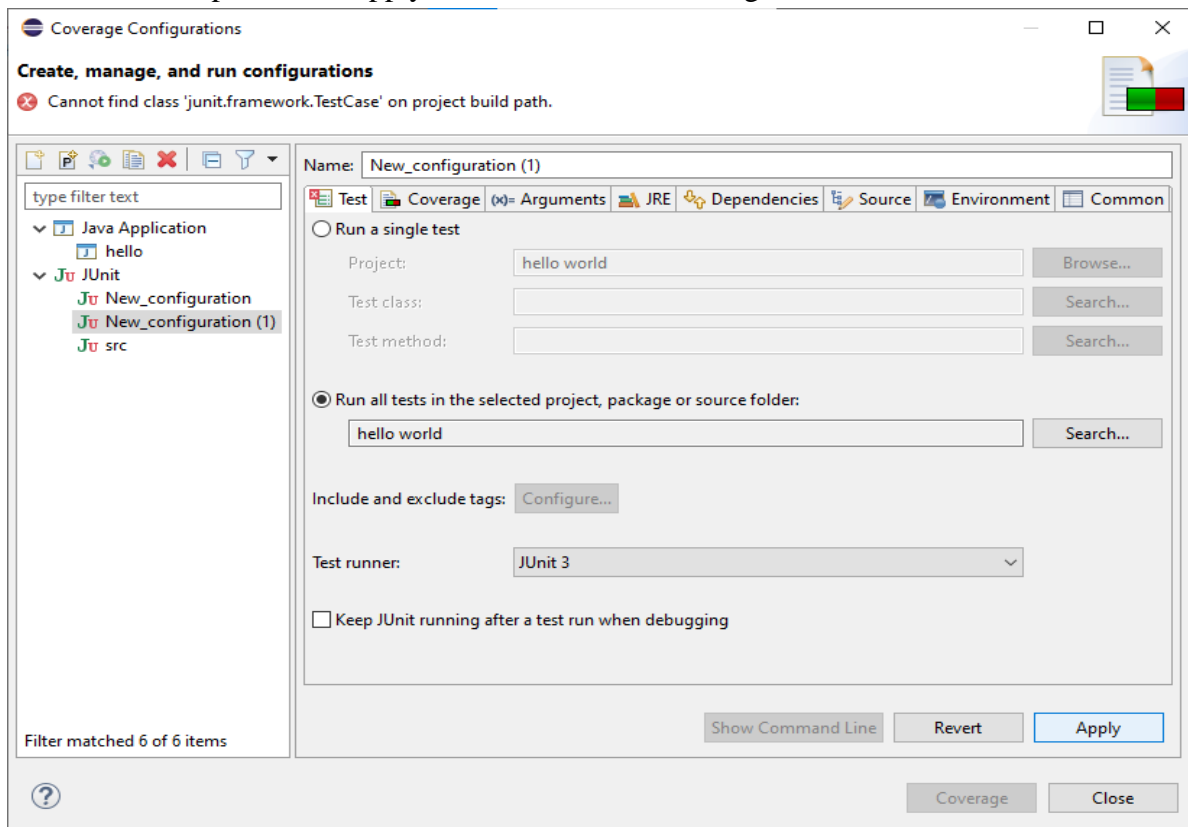 Apply
Coverage Configurations
Create, manage, and run configurations
Cannot find class 'junit.framework.TestCase' on project build path.
type filter text
Java Application
hello
JUnit
New_configuration
New_configuration (1)
src
Filter matched 6 of 6 items
Name: New_configuration (1)
Test Coverage (x)= Arguments JRE Dependencies Source Environment Common
Run a single test
Project: hello world Browse...
Test class: Search...
Test method: Search...
Run all tests in the selected project, package or source folder:
hello world Search...
Include and exclude tags: Configure...
Test runner: JUnit 3
Keep JUnit running after a test run when debugging
Show Command Line Revert Apply
Coverage Close